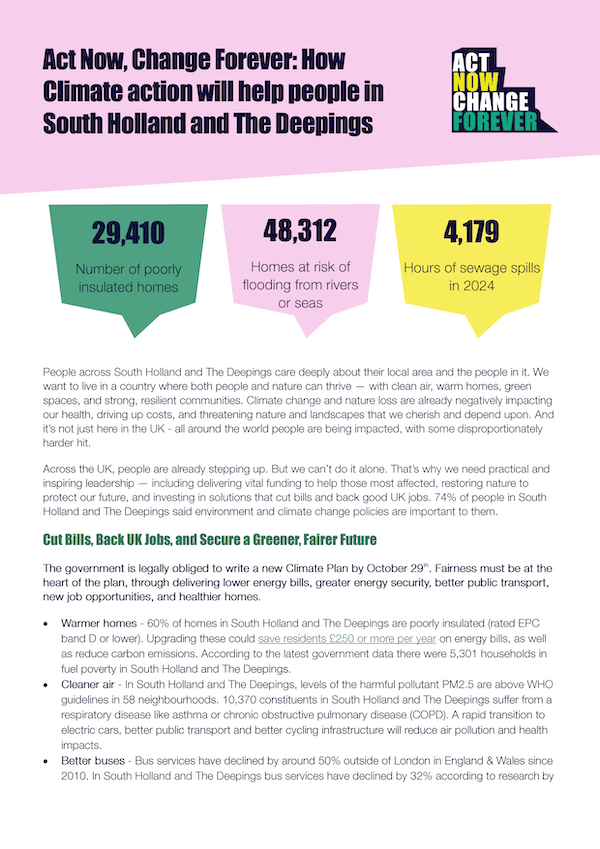 Act Now, Change Forever: How
Climate action will help people in
South Holland and The Deepings
ACT
NOW
CHANGE
FOREVER
29,410
Number of poorly
insulated homes
48,312
Homes at risk of
flooding from rivers
or seas
4,179
Hours of sewage spills
in 2024
People across South Holland and The Deepings care deeply about their local area and the people in it. We
want to live in a country where both people and nature can thrive — with clean air, warm homes, green
spaces, and strong, resilient communities. Climate change and nature loss are already negatively impacting
our health, driving up costs, and threatening nature and landscapes that we cherish and depend upon. And
it's not just here in the UK - all around the world people are being impacted, with some disproportionately
harder hit.
Across the UK, people are already stepping up. But we can't do it alone. That's why we need practical and
inspiring leadership — including delivering vital funding to help those most affected, restoring nature to
protect our future, and investing in solutions that cut bills and back good UK jobs. 74% of people in South
Holland and The Deepings said environment and climate change policies are important to them.
Cut Bills, Back UK Jobs, and Secure a Greener, Fairer Future
The government is legally obliged to write a new Climate Plan by October 29th. Fairness must be at the
heart of the plan, through delivering lower energy bills, greater energy security, better public transport,
new job opportunities, and healthier homes.
• Warmer homes - 60% of homes in South Holland and The Deepings are poorly insulated (rated EPC
band D or lower). Upgrading these could save residents £250 or more per year on energy bills, as well
as reduce carbon emissions. According to the latest government data there were 5,301 households in
fuel poverty in South Holland and The Deepings.
• Cleaner air - In South Holland and The Deepings, levels of the harmful pollutant PM2.5 are above WHO
guidelines in 58 neighbourhoods. 10,370 constituents in South Holland and The Deepings suffer from a
respiratory disease like asthma or chronic obstructive pulmonary disease (COPD). A rapid transition to
electric cars, better public transport and better cycling infrastructure will reduce air pollution and health
impacts.
• Better buses - Bus services have declined by around 50% outside of London in England & Wales since
2010. In South Holland and The Deepings bus services have declined by 32% according to research by